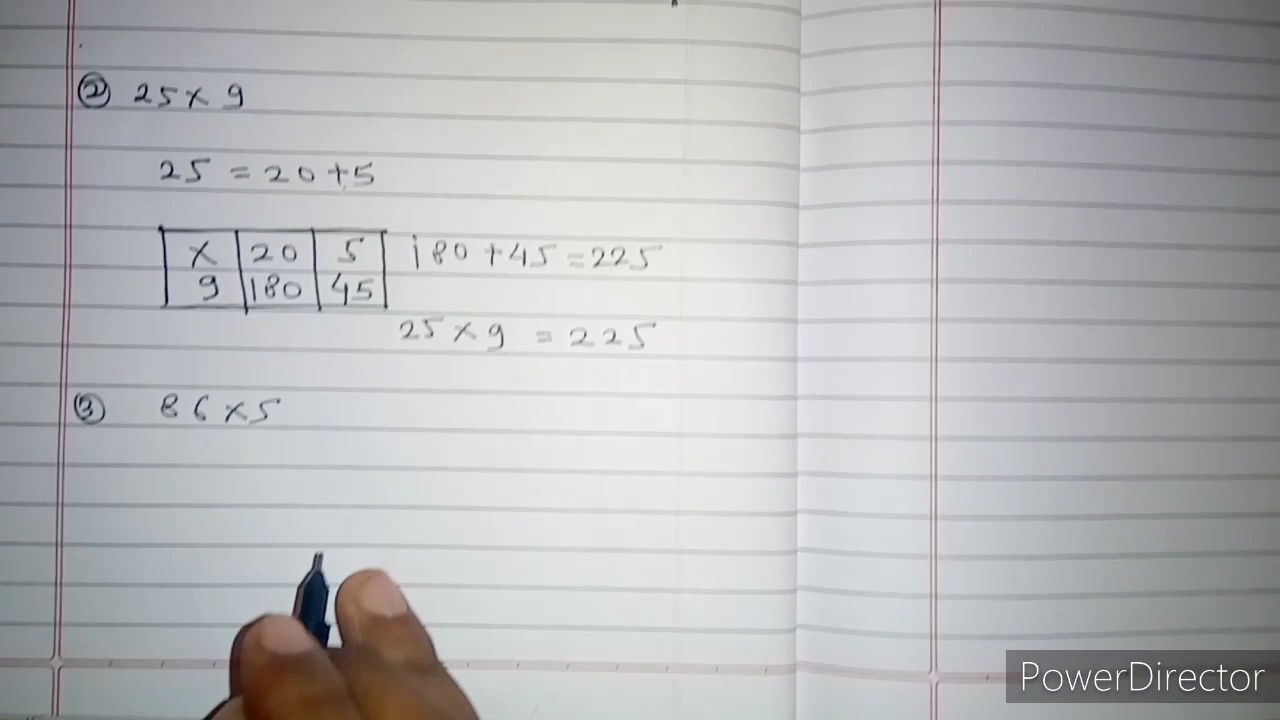 ② 25 × 9
25 = 20 + 5
× 20 5 180 + 45 = 225
9 180 45
25 × 9 = 225
③ 86 × 5
PowerDirector